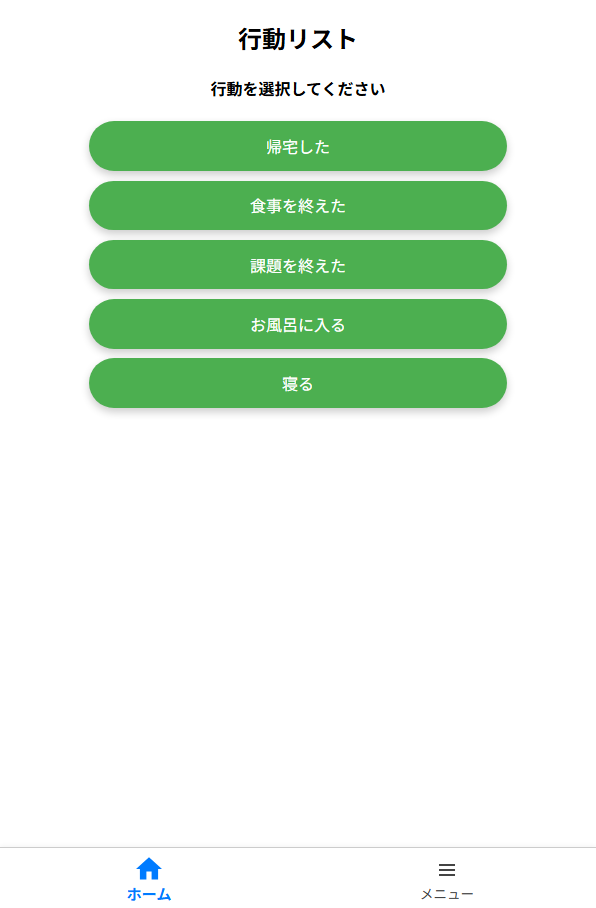 行動リスト
行動を選択してください
帰宅した
食事を終えた
課題を終えた
お風呂に入る
寝る
ホーム
メニュー